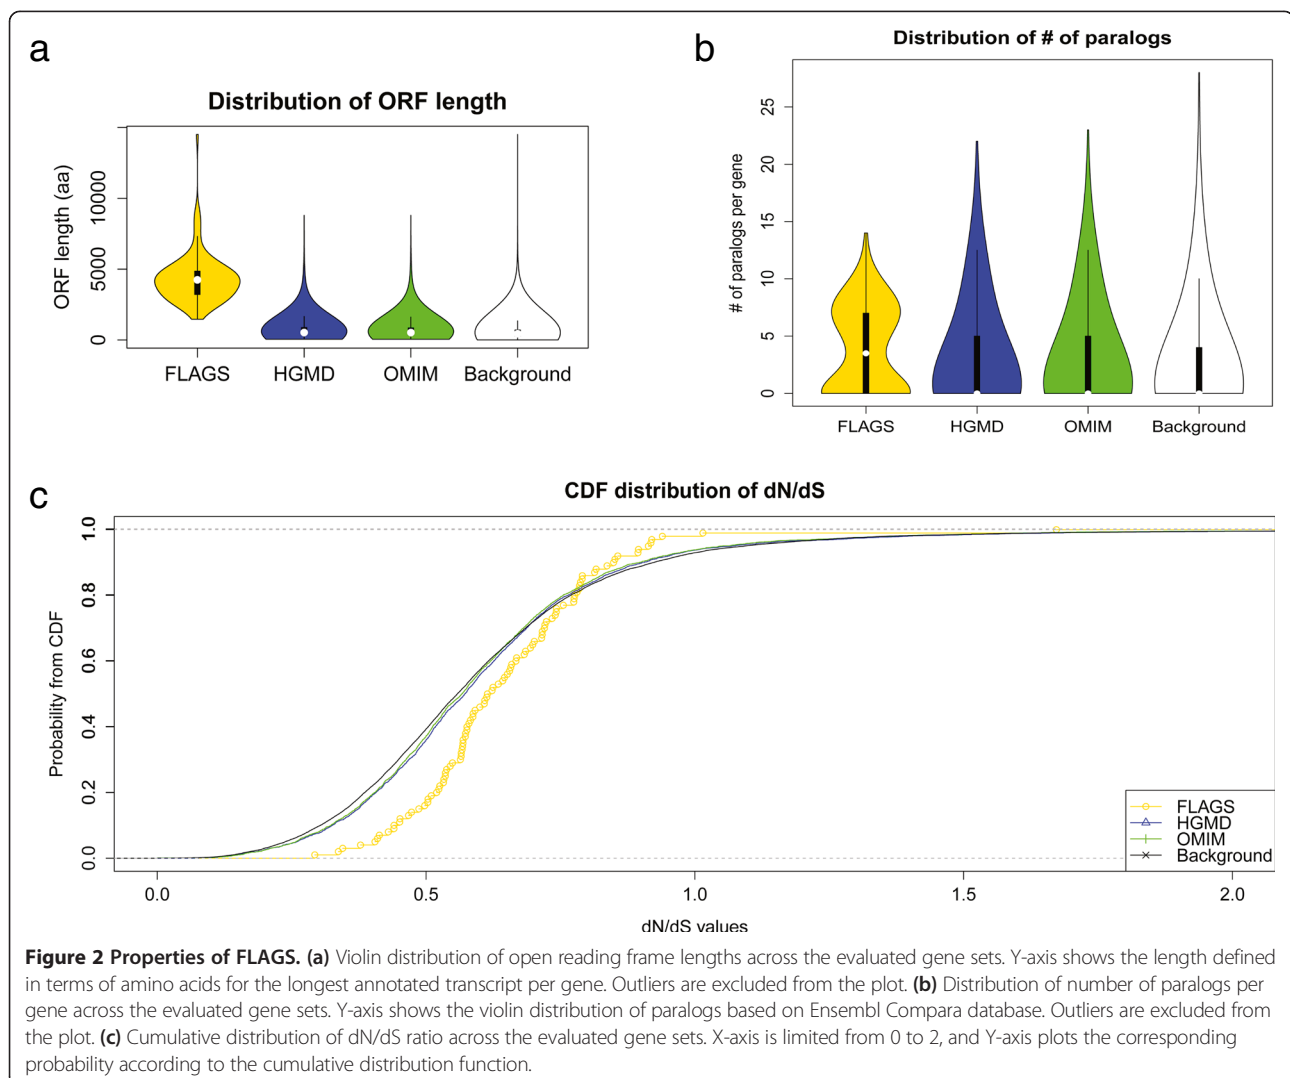 a
Distribution of ORF length
ORF length (aa)
10000
5000
0
FLAGS HGMD OMIM Background
b
Distribution of # of paralogs
# of paralogs per gene
25
20
15
10
5
0
FLAGS HGMD OMIM Background
c
CDF distribution of dN/dS
Probability from CDF
1.0
0.8
0.6
0.4
0.2
0.0
FLAGS
HGMD
OMIM
Background
0.0 0.5 1.0 1.5 2.0
dN/dS values
Figure 2 Properties of FLAGS. (a) Violin distribution of open reading frame lengths across the evaluated gene sets. Y-axis shows the length defined
in terms of amino acids for the longest annotated transcript per gene. Outliers are excluded from the plot. (b) Distribution of number of paralogs per
gene across the evaluated gene sets. Y-axis shows the violin distribution of paralogs based on Ensembl Compara database. Outliers are excluded from
the plot. (c) Cumulative distribution of dN/dS ratio across the evaluated gene sets. X-axis is limited from 0 to 2, and Y-axis plots the corresponding
probability according to the cumulative distribution function.